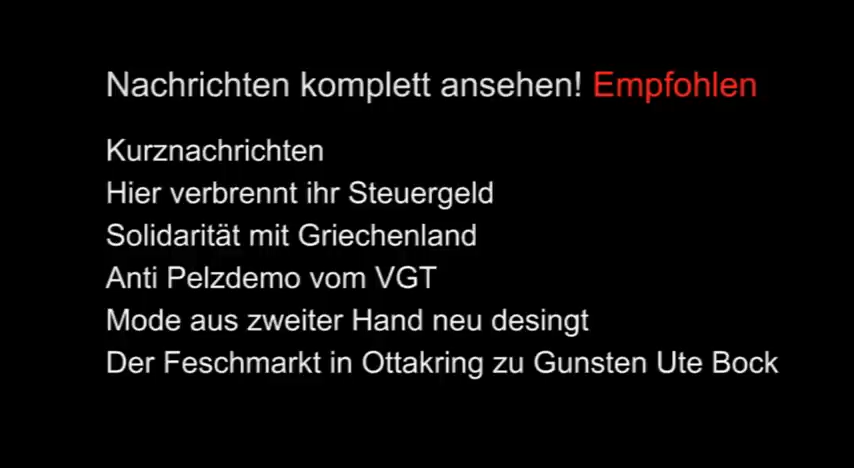 Nachrichten komplett ansehen! Empfohlen
Kurznachrichten
Hier verbrennt ihr Steuergeld
Solidarität mit Griechenland
Anti Pelzdemo vom VGT
Mode aus zweiter Hand neu desingt
Der Feschmarkt in Ottakring zu Gunsten Ute Bock